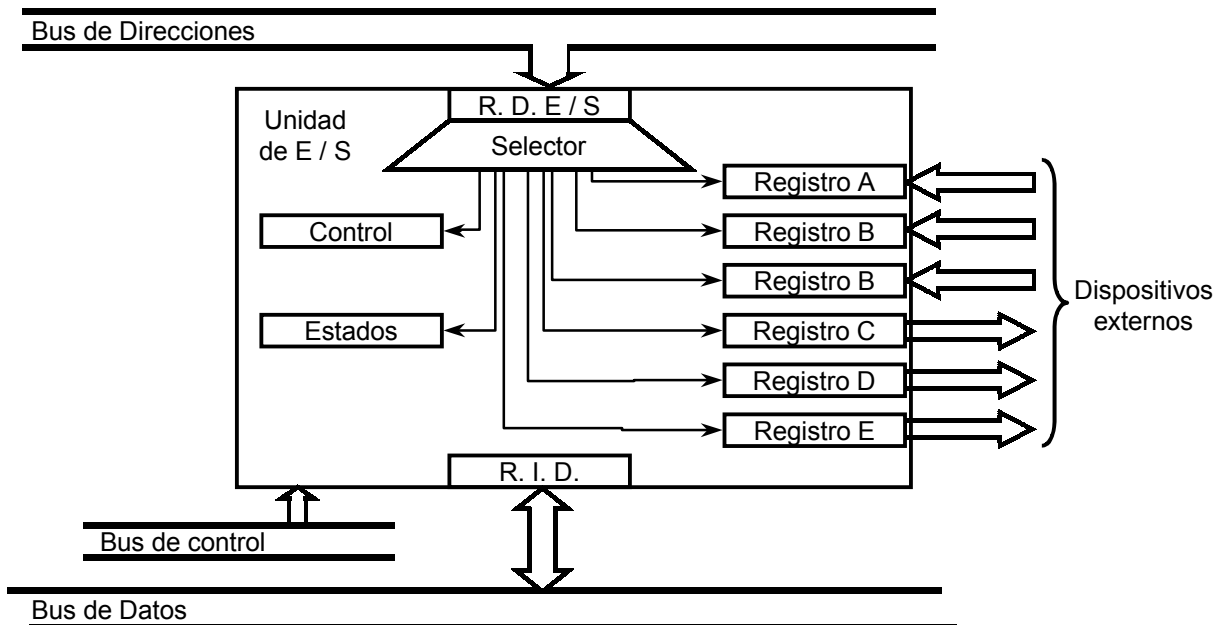 Bus de Direcciones
R. D. E / S
Unidad
de E / S
Selector
Registro A
Control
Registro B
Registro B
Dispositivos
externos
Estados
Registro C
Registro D
Registro E
R. I. D.
Bus de control
Bus de Datos